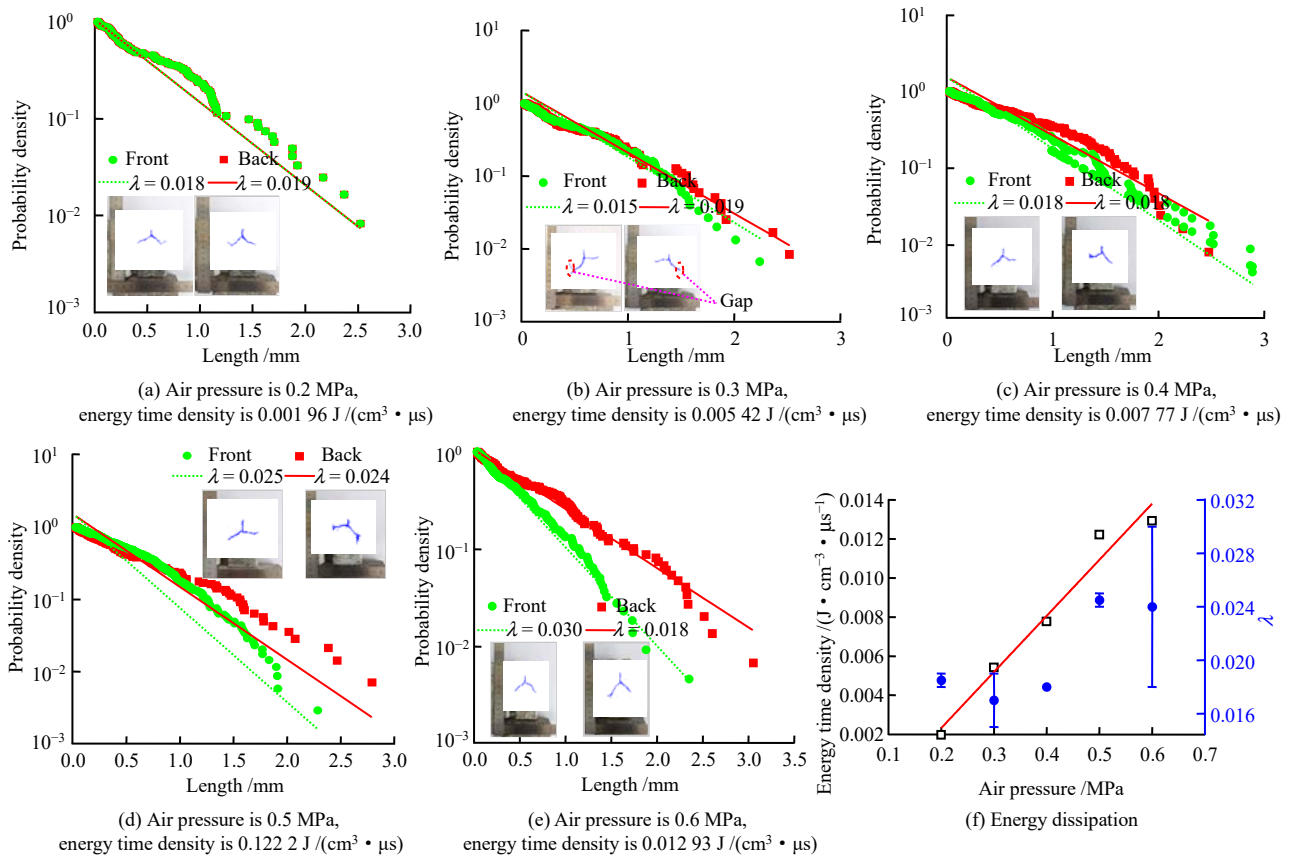 10⁰
10⁻¹
10⁻²
10⁻³
Probability density
Front Back
λ = 0.018 λ = 0.019
0.0 0.5 1.0 1.5 2.0 2.5 3.0
Length /mm
(a) Air pressure is 0.2 MPa,
energy time density is 0.001 96 J /(cm³ • μs)
10¹
10⁰
10⁻¹
10⁻²
10⁻³
Probability density
Front Back
λ = 0.015 λ = 0.019
Gap
0 1 2 3
Length /mm
(b) Air pressure is 0.3 MPa,
energy time density is 0.005 42 J /(cm³ • μs)
10¹
10⁰
10⁻¹
10⁻²
10⁻³
Probability density
Front Back
λ = 0.018 λ = 0.018
0 1 2 3
Length /mm
(c) Air pressure is 0.4 MPa,
energy time density is 0.007 77 J /(cm³ • μs)
10¹
10⁰
10⁻¹
10⁻²
10⁻³
Probability density
Front Back
λ = 0.025 λ = 0.024
0.0 0.5 1.0 1.5 2.0 2.5 3.0
Length /mm
(d) Air pressure is 0.5 MPa,
energy time density is 0.122 2 J /(cm³ • μs)
10⁰
10⁻¹
10⁻²
10⁻³
Probability density
Front Back
λ = 0.030 λ = 0.018
0.0 0.5 1.0 1.5 2.0 2.5 3.0 3.5
Length /mm
(e) Air pressure is 0.6 MPa,
energy time density is 0.012 93 J /(cm³ • μs)
0.014
0.012
0.010
0.008
0.006
0.004
0.002
Energy time density /(J • cm⁻³ • μs⁻¹)
0.032
0.028
0.024
0.020
0.016
λ
0.1 0.2 0.3 0.4 0.5 0.6 0.7
Air pressure /MPa
(f) Energy dissipation